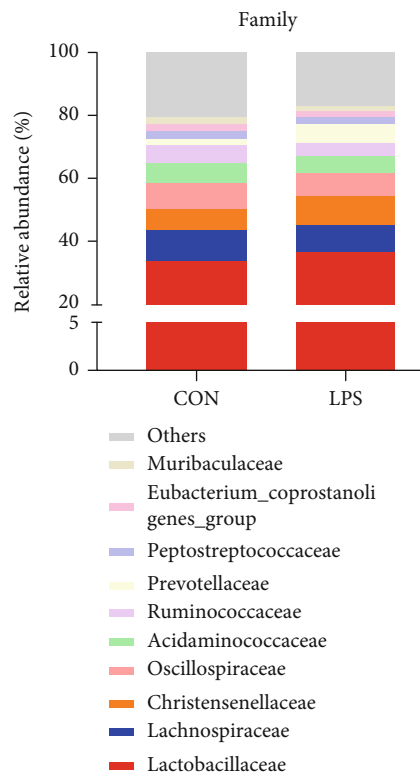 Family
Relative abundance (%)
100
80
60
40
20
5
0
CON
LPS
Others
Muribaculaceae
Eubacterium_coprostanoli
genes_group
Peptostreptococcaceae
Prevotellaceae
Ruminococcaceae
Acidaminococcaceae
Oscillospiraceae
Christensenellaceae
Lachnospiraceae
Lactobacillaceae